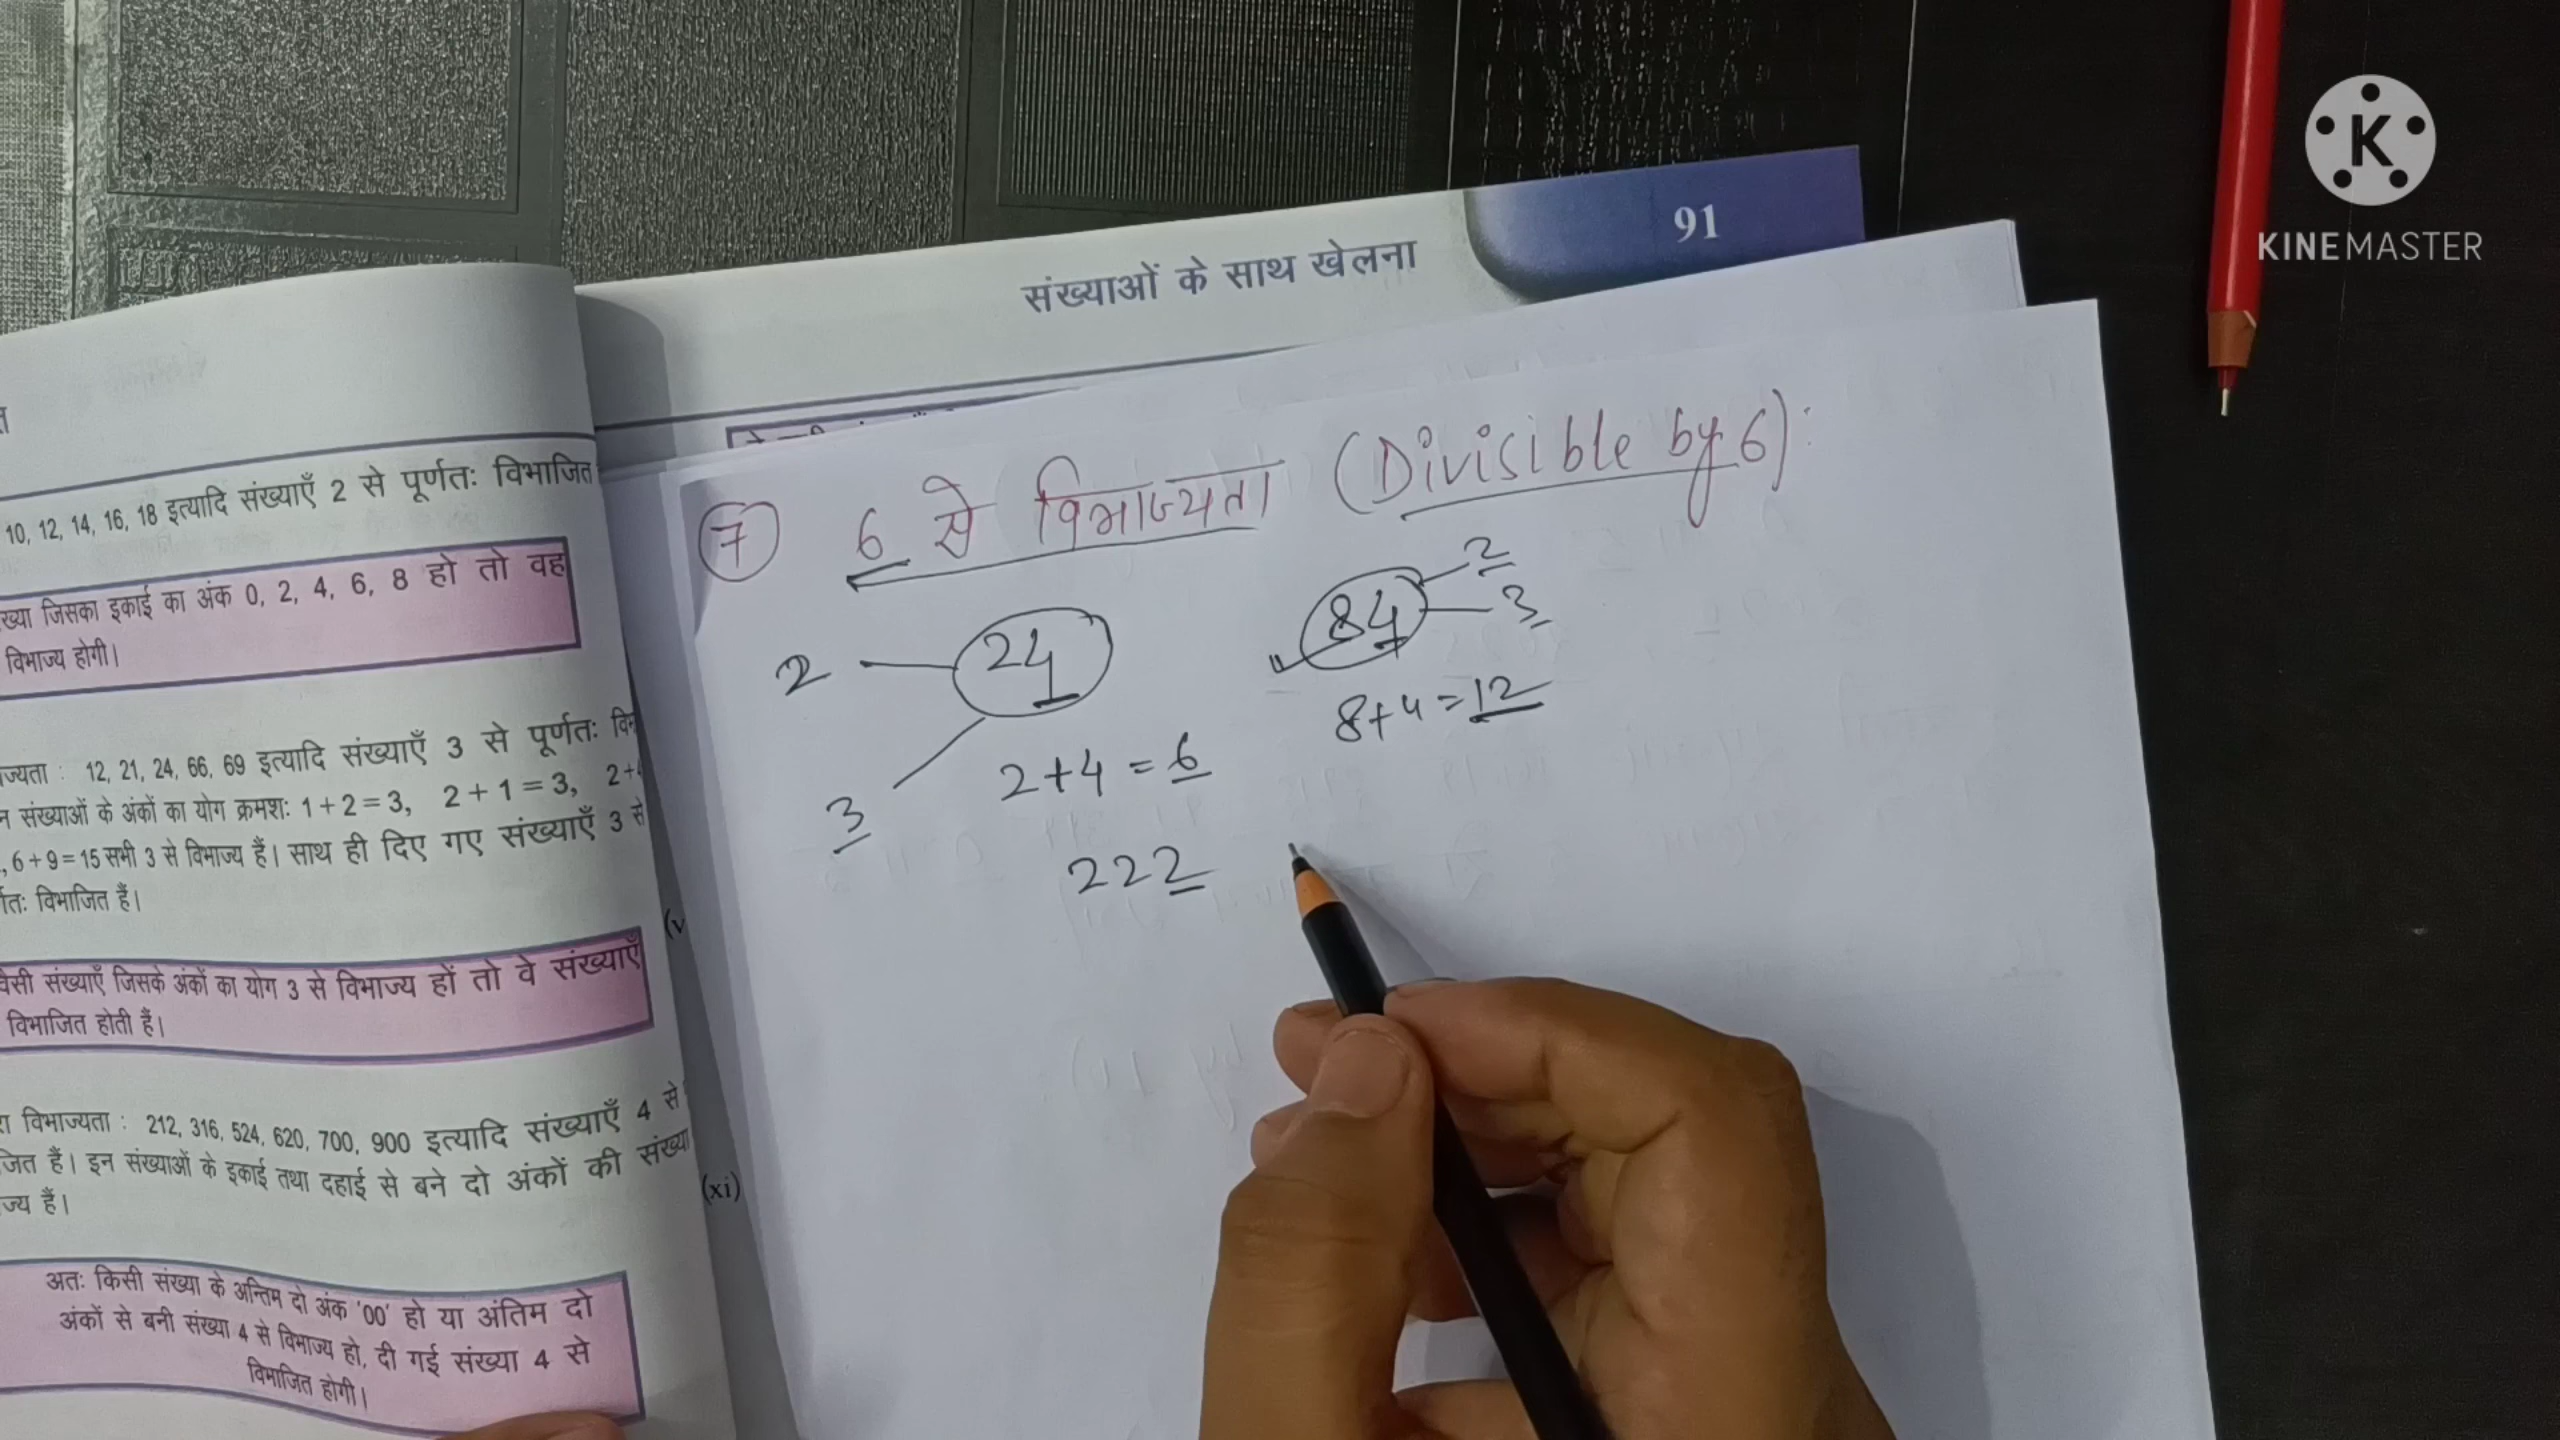 91
संख्याओं के साथ खेलना
K
KINEMASTER
10, 12, 14, 16, 18 इत्यादि संख्याएँ 2 से पूर्णतः विभाजित
ख्या जिसका इकाई का अंक 0, 2, 4, 6, 8 हो तो वह
विभाज्य होगी।
ज्यता : 12, 21, 24, 66, 69 इत्यादि संख्याएँ 3 से पूर्णतः
न संख्याओं के अंकों का योग क्रमशः 1 + 2 = 3, 2 + 1 = 3, 2+
, 6 + 9 = 15 सभी 3 से विभाज्य हैं। साथ ही दिए गए संख्याएँ 3 से
विभाजित हैं।
वैसी संख्याएँ जिसके अंकों का योग 3 से विभाज्य हों तो वे संख्याएँ
विभाजित होती हैं।
विभाज्यता : 212, 316, 524, 620, 700, 900 इत्यादि संख्याएँ 4 से
जित हैं। इन संख्याओं के इकाई तथा दहाई से बने दो अंकों की संख्या
ज्य हैं।
अतः किसी संख्या के अन्तिम दो अंक '00' हो या अंतिम दो
अंकों से बनी संख्या 4 से विभाज्य हो, दी गई संख्या 4 से
विभाजित होगी।
(xi)
7 6 से विभाज्यता (Divisible by 6):
2 24
3
2+4 = 6
84 2
3
8+4=12
222